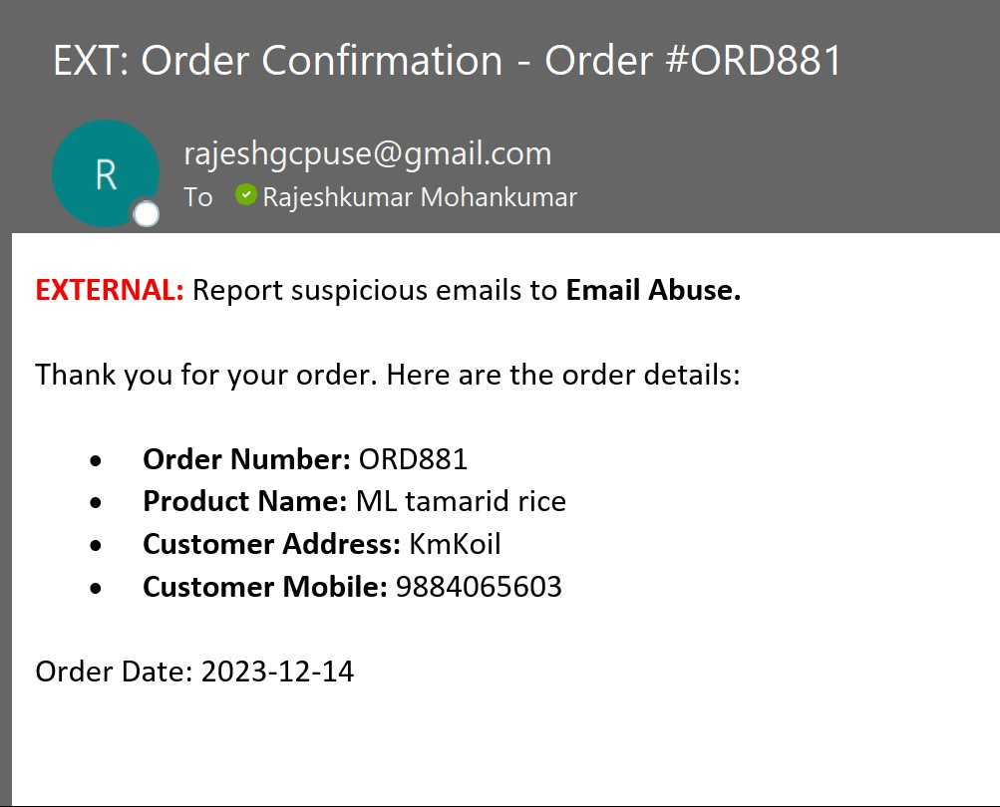 EXT: Order Confirmation - Order #ORD881
R
rajeshgcpuse@gmail.com
To Rajeshkumar Mohankumar
EXTERNAL: Report suspicious emails to Email Abuse.
Thank you for your order. Here are the order details:
• Order Number: ORD881
• Product Name: ML tamarid rice
• Customer Address: KmKoil
• Customer Mobile: 9884065603
Order Date: 2023-12-14